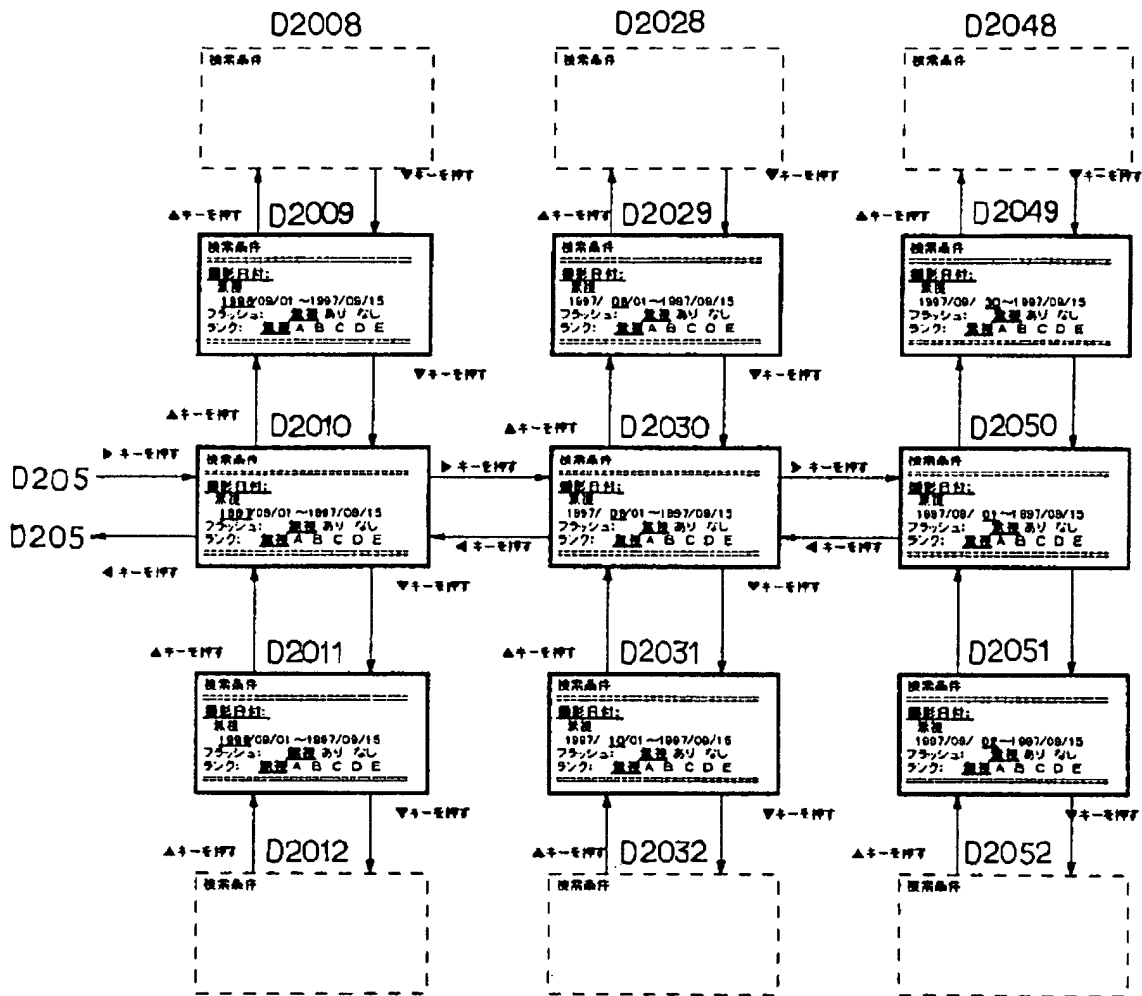 D2008 D2028 D2048
検索条件 検索条件 検索条件
▼キーを押す ▼キーを押す ▼キーを押す
▲キーを押す D2009 ▲キーを押す D2029 ▲キーを押す D2049
検索条件 検索条件 検索条件
撮影日付: 撮影日付: 撮影日付:
無視 無視 無視
1996/09/01~1997/09/15 1997/ 08/01~1997/09/15 1997/09/ 30~1997/09/15
フラッシュ: 無視 あり なし フラッシュ: 無視 あり なし フラッシュ: 無視 あり なし
ランク: 無視 A B C D E ランク: 無視 A B C D E ランク: 無視 A B C D E
▼キーを押す ▼キーを押す
▲キーを押す D2010 ▲キーを押す D2030 D2050
検索条件 検索条件 検索条件
D205 ▶ キーを押す ▶ キーを押す ▶ キーを押す
撮影日付: 撮影日付: 撮影日付:
無視 無視 無視
1997/09/01~1997/09/15 1997/ 09/01~1997/09/15 1997/09/ 01~1997/09/15
フラッシュ: 無視 あり なし フラッシュ: 無視 あり なし フラッシュ: 無視 あり なし
D205 ランク: 無視 A B C D E ◀ キーを押す ランク: 無視 A B C D E ◀ キーを押す ランク: 無視 A B C D E
◀ キーを押す ▼キーを押す ▼キーを押す
▲キーを押す D2011 ▲キーを押す D2031 D2051
検索条件 検索条件 検索条件
撮影日付: 撮影日付: 撮影日付:
無視 無視 無視
1998/09/01~1997/09/15 1997/ 10/01~1997/09/15 1997/09/ 02~1997/09/15
フラッシュ: 無視 あり なし フラッシュ: 無視 あり なし フラッシュ: 無視 あり なし
ランク: 無視 A B C D E ランク: 無視 A B C D E ランク: 無視 A B C D E
▼キーを押す ▼キーを押す ▼キーを押す
▲キーを押す D2012 ▲キーを押す D2032 ▲キーを押す D2052
検索条件 検索条件 検索条件